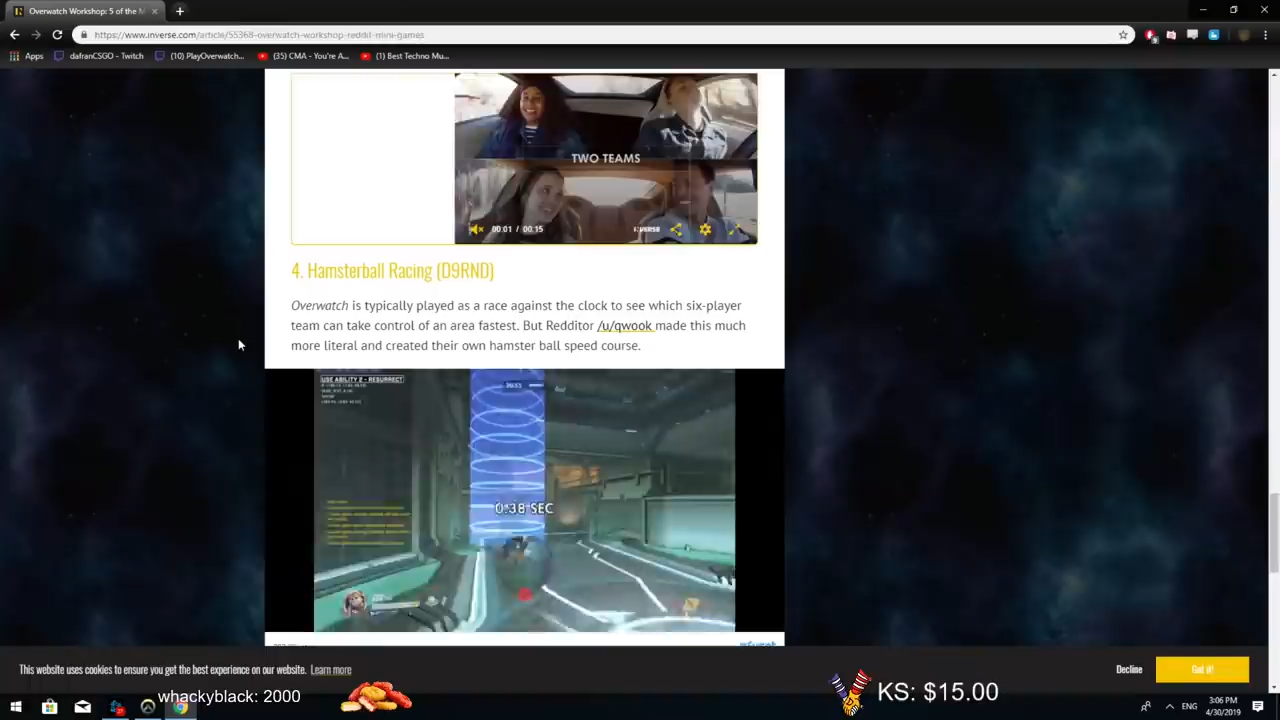 Overwatch Workshop: 5 of the M
https://www.inverse.com/article/55368-overwatch-workshop-reddit-mini-games
Apps
dafranCSGO - Twitch
(10) PlayOverwatch...
(35) CMA - You're A...
(1) Best Techno Mu...
TWO TEAMS
00:01 / 00:15
INVERSE
4. Hamsterball Racing (D9RND)
Overwatch is typically played as a race against the clock to see which six-player
team can take control of an area fastest. But Redditor /u/qwook made this much
more literal and created their own hamster ball speed course.
USE ABILITY 2 - RESURRECT
0:38 SEC
This website uses cookies to ensure you get the best experience on our website. Learn more
Decline
Got it!
whackyblack: 2000
KS: $15.00
ENG
3:06 PM
4/30/2019